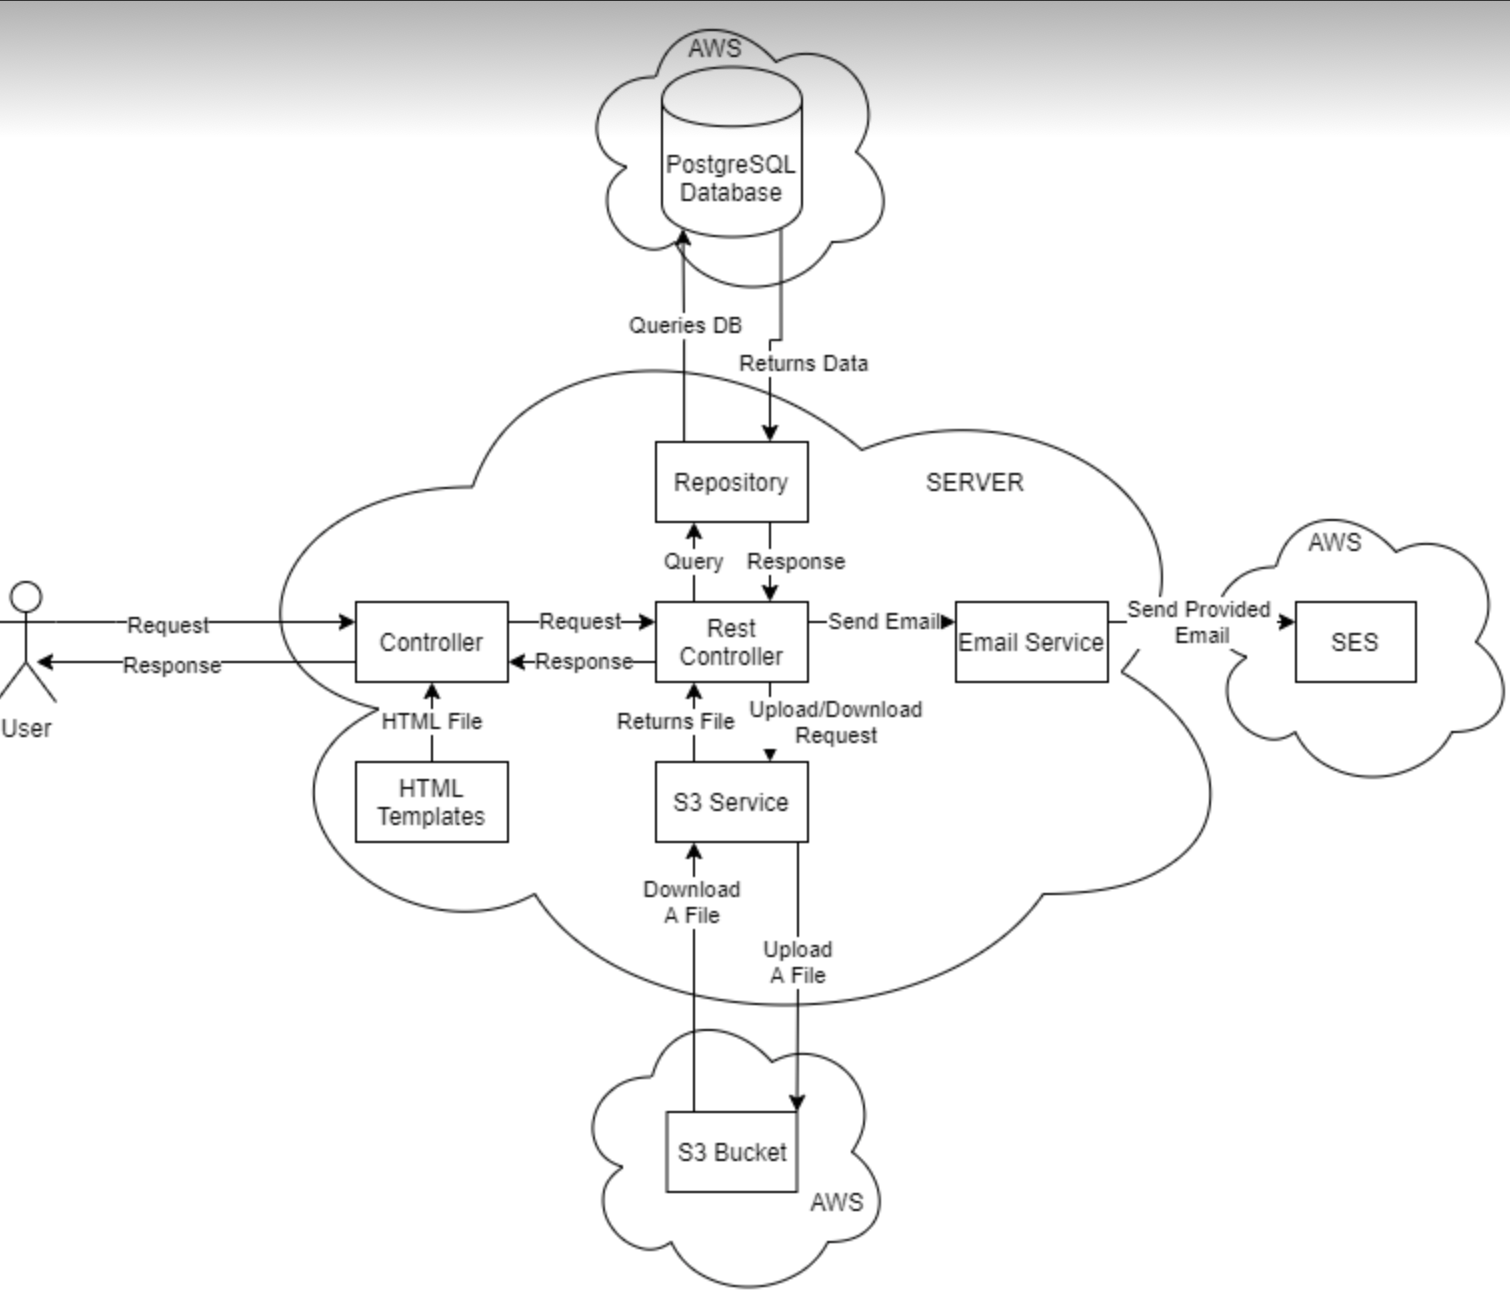 AWS
PostgreSQL
Database
Queries DB
Returns Data
Repository
SERVER
Query
Response
AWS
Request
Response
User
Controller
Request
Response
Rest
Controller
Send Email
Email Service
Send Provided
Email
SES
HTML File
HTML
Templates
Returns File
Upload/Download
Request
S3 Service
Download
A File
Upload
A File
S3 Bucket
AWS